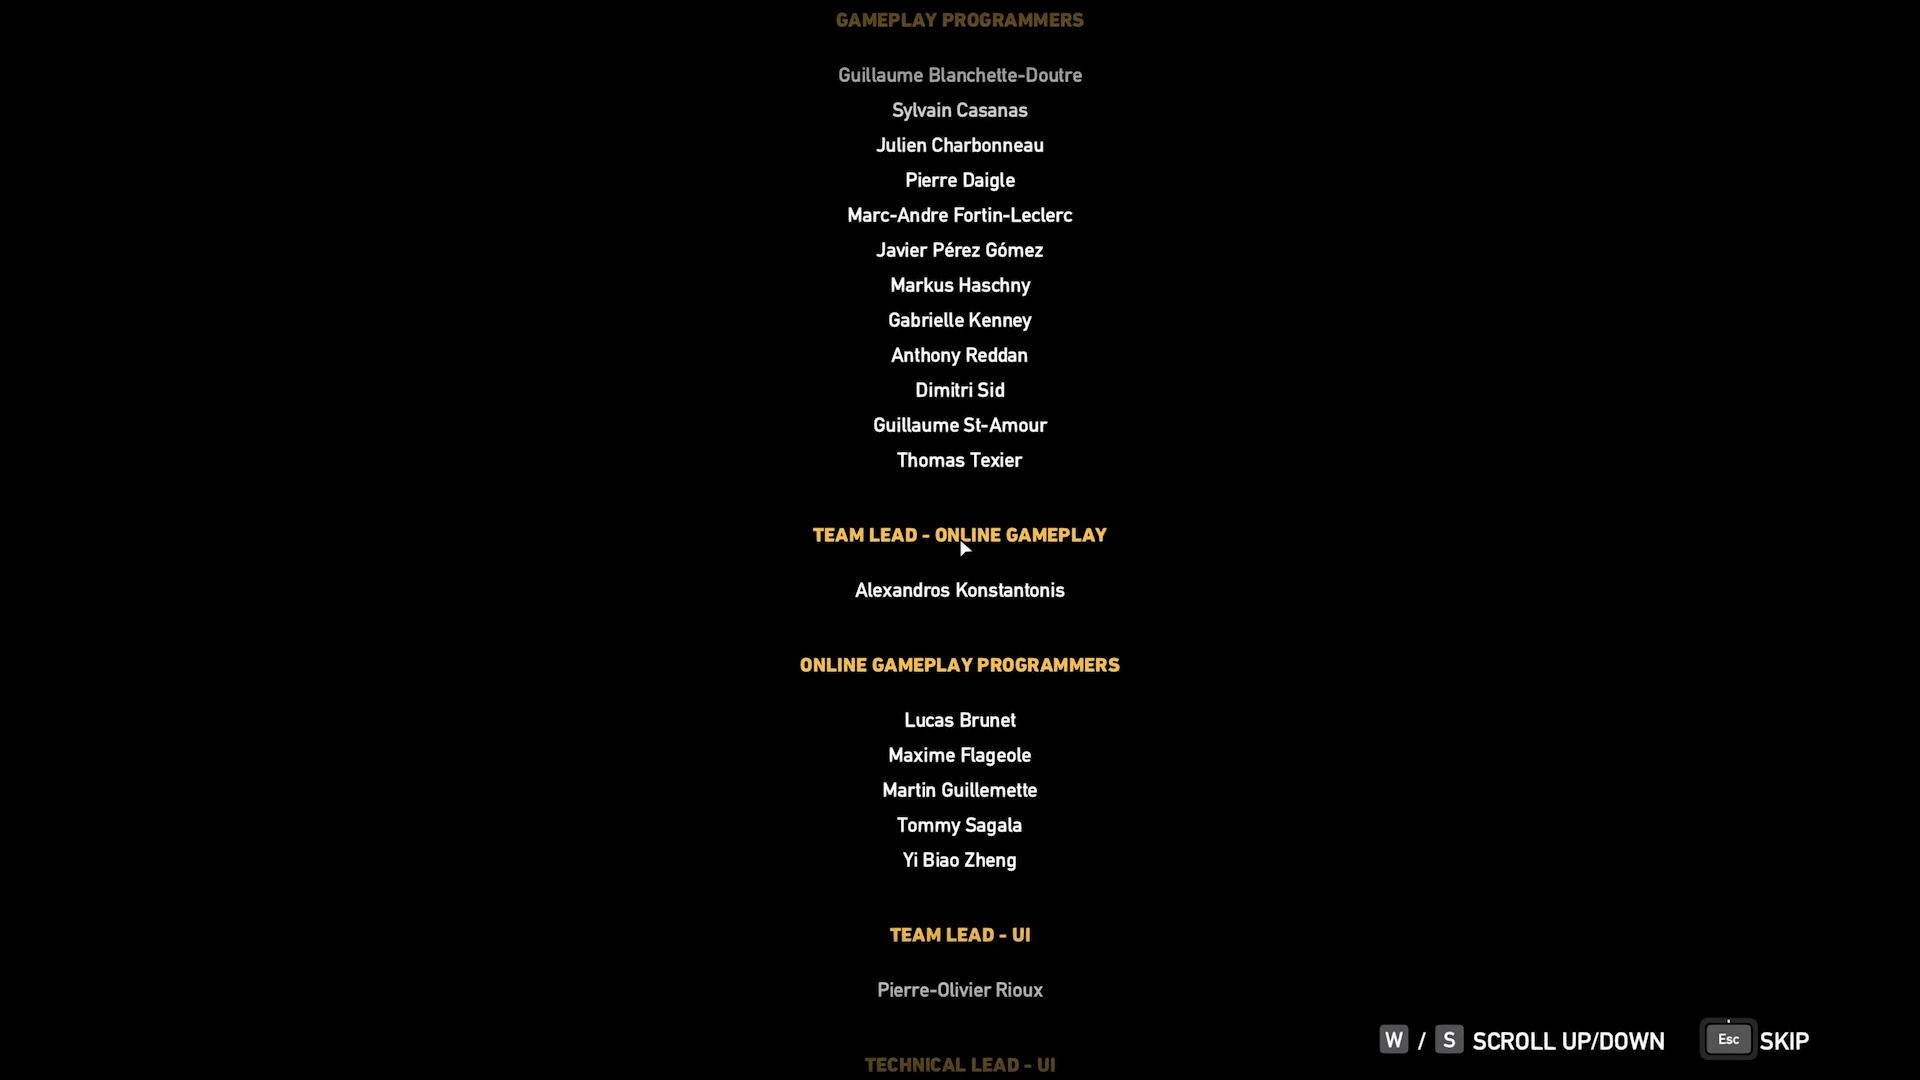 GAMEPLAY PROGRAMMERS
Guillaume Blanchette-Doutre
Sylvain Casanas
Julien Charbonneau
Pierre Daigle
Marc-Andre Fortin-Leclerc
Javier Pérez Gómez
Markus Haschny
Gabrielle Kenney
Anthony Reddan
Dimitri Sid
Guillaume St-Amour
Thomas Texier
TEAM LEAD - ONLINE GAMEPLAY
Alexandros Konstantonis
ONLINE GAMEPLAY PROGRAMMERS
Lucas Brunet
Maxime Flageole
Martin Guillemette
Tommy Sagala
Yi Biao Zheng
TEAM LEAD - UI
Pierre-Olivier Rioux
W / S SCROLL UP/DOWN Esc SKIP
TECHNICAL LEAD - UI